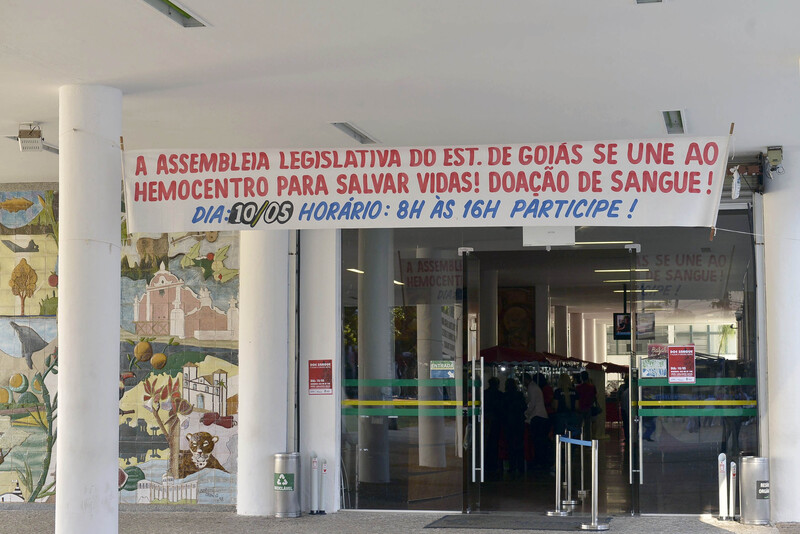 A ASSEMBLEIA LEGISLATIVA DO EST. DE GOIÁS SE UNE AO
HEMOCENTRO PARA SALVAR VIDAS! DOAÇÃO DE SANGUE!
DIA: 10/05 HORÁRIO: 8H ÀS 16H PARTICIPE!
ENTRADA